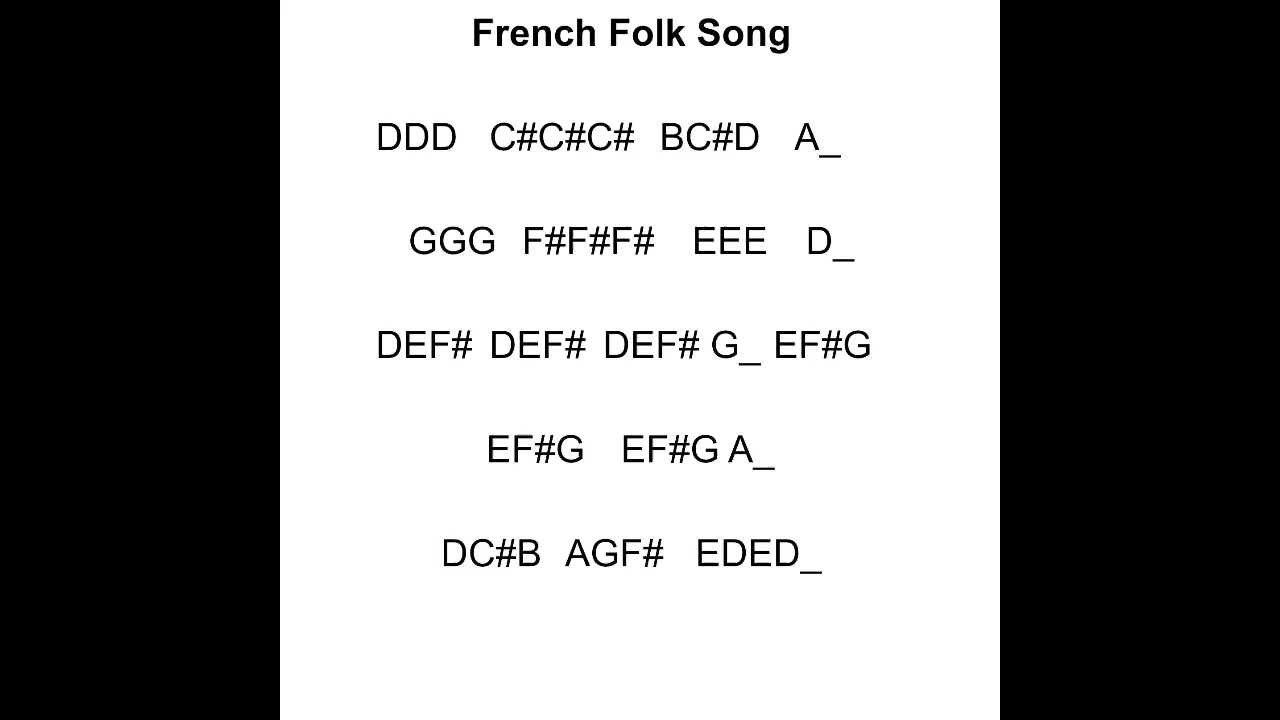 French Folk Song
DDD C#C#C# BC#D A_
GGG F#F#F# EEE D_
DEF# DEF# DEF# G_ EF#G
EF#G EF#G A_
DC#B AGF# EDED_